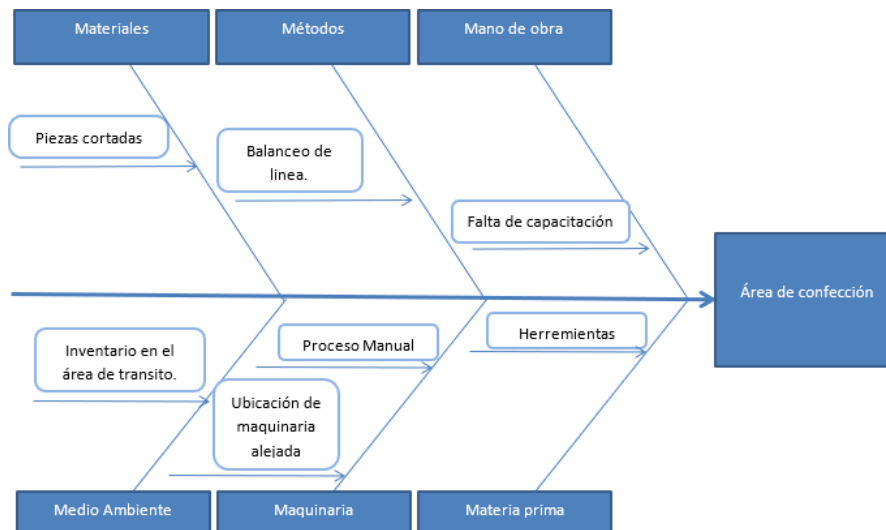 Materiales
Métodos
Mano de obra
Piezas cortadas
Balanceo de
linea.
Falta de capacitación
Área de confección
Inventario en el
área de transito.
Proceso Manual
Herremientas
Ubicación de
maquinaria
alejada
Medio Ambiente
Maquinaria
Materia prima